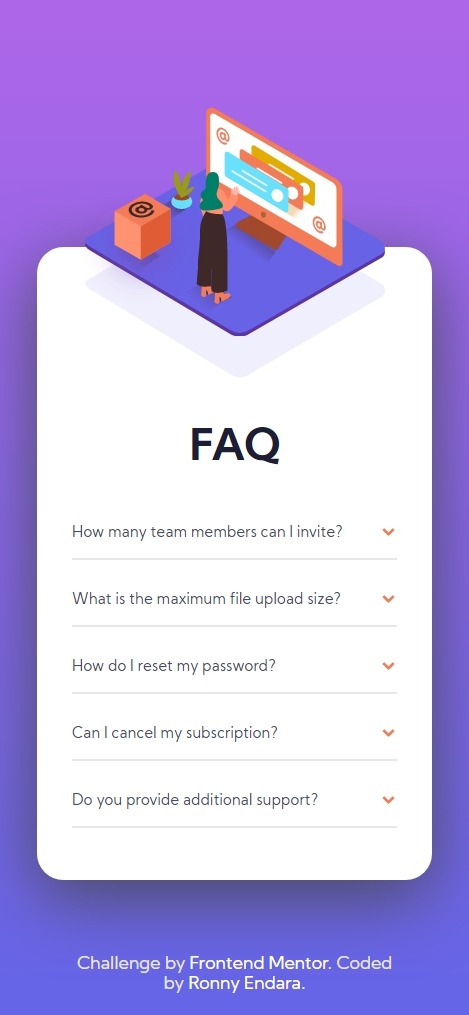 @
@
@
FAQ
How many team members can I invite?
What is the maximum file upload size?
How do I reset my password?
Can I cancel my subscription?
Do you provide additional support?
Challenge by Frontend Mentor. Coded
by Ronny Endara.